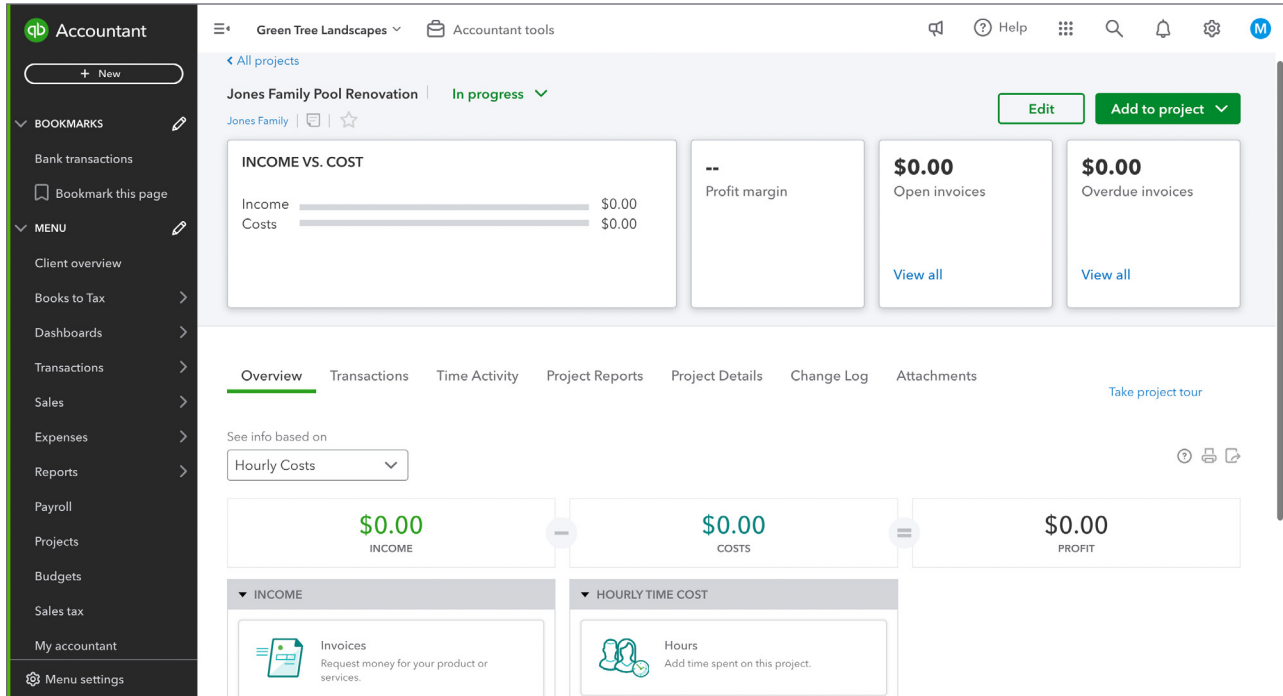 qb Accountant
Green Tree Landscapes
Accountant tools
Help
M
+ New
BOOKMARKS
Bank transactions
Bookmark this page
MENU
Client overview
Books to Tax
Dashboards
Transactions
Sales
Expenses
Reports
Payroll
Projects
Budgets
Sales tax
My accountant
Menu settings
All projects
Jones Family Pool Renovation
In progress
Jones Family
Edit
Add to project
INCOME VS. COST
Income $0.00
Costs $0.00
--
Profit margin
$0.00
Open invoices
View all
$0.00
Overdue invoices
View all
Overview Transactions Time Activity Project Reports Project Details Change Log Attachments
Take project tour
See info based on
Hourly Costs
$0.00
INCOME
–
$0.00
COSTS
=
$0.00
PROFIT
INCOME
Invoices
Request money for your product or
services.
HOURLY TIME COST
Hours
Add time spent on this project.